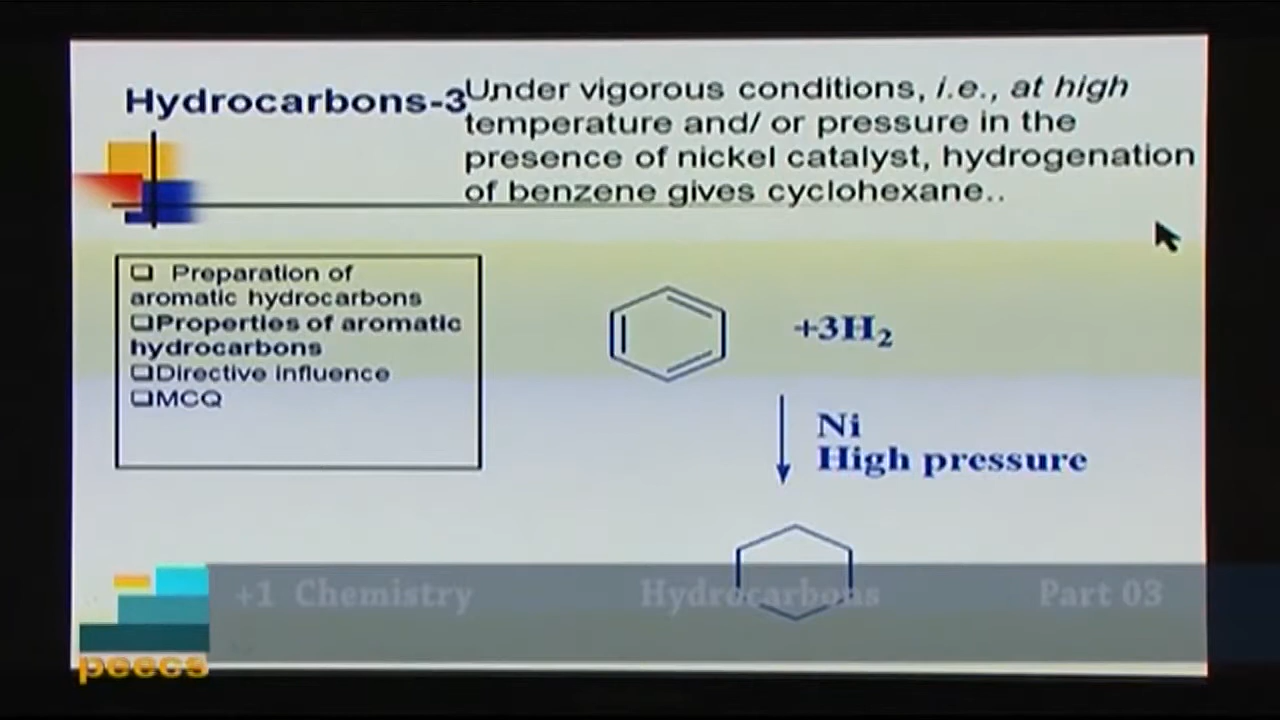 Hydrocarbons-3
Under vigorous conditions, i.e., at high
temperature and/ or pressure in the
presence of nickel catalyst, hydrogenation
of benzene gives cyclohexane..
❑ Preparation of
aromatic hydrocarbons
❑Properties of aromatic
hydrocarbons
❑Directive influence
❑MCQ
+3H₂
Ni
High pressure
+1 Chemistry Hydrocarbons Part 03
peecs